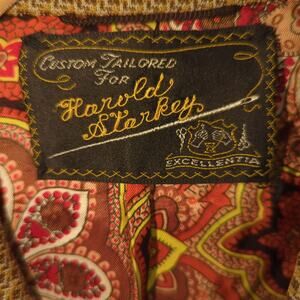 Custom Tailored
For
Harold
Starkey
EXCELLENTIA